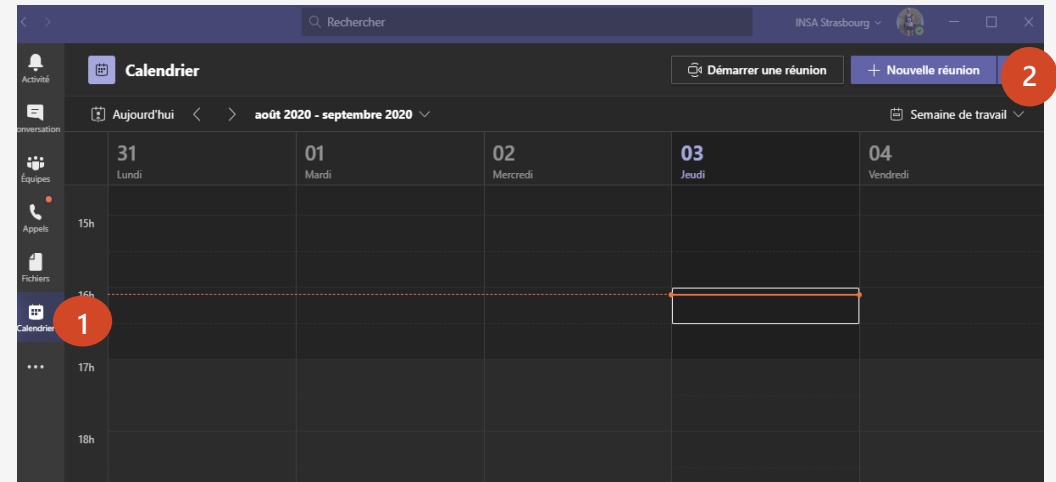 Rechercher
INSA Strasbourg
Activité
Calendrier
Démarrer une réunion
+ Nouvelle réunion
2
onversation
Aujourd'hui
août 2020 - septembre 2020
Semaine de travail
31
01
02
03
04
Lundi
Mardi
Mercredi
Jeudi
Vendredi
Équipes
Appels
15h
Fichiers
16h
Calendrier
1
17h
18h